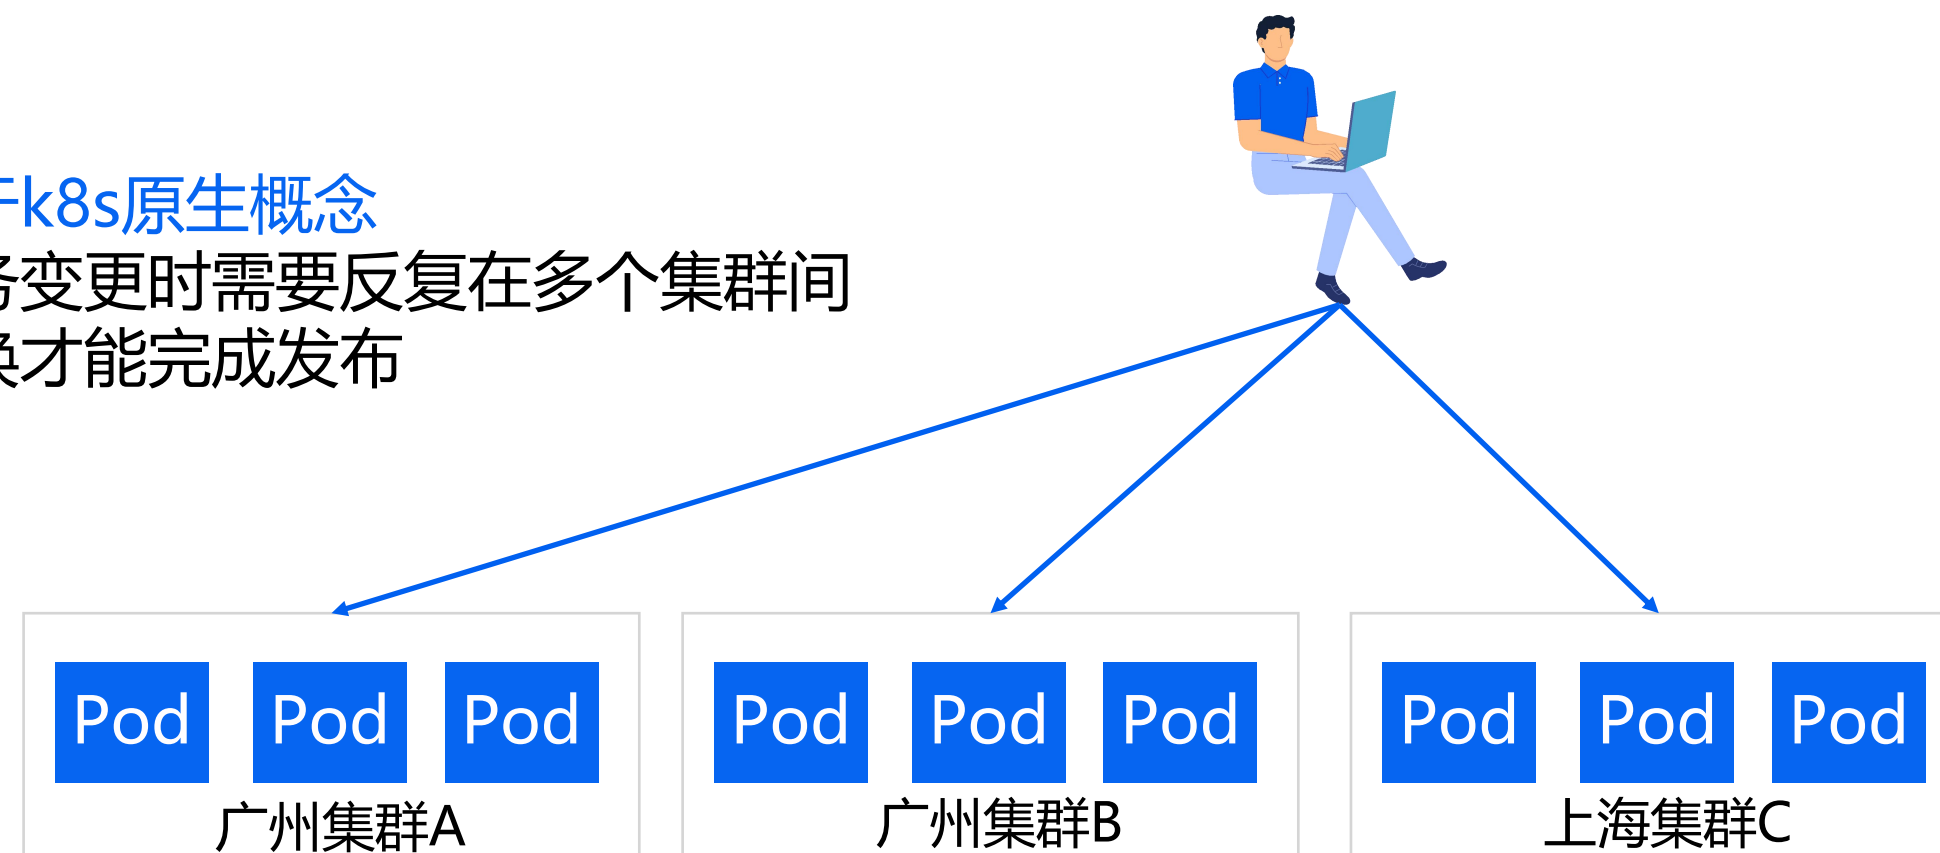 k8s原生概念
变更时需要反复在多个集群间
才能完成发布
Pod Pod Pod Pod Pod Pod Pod Pod Pod
广州集群A 广州集群B 上海集群C